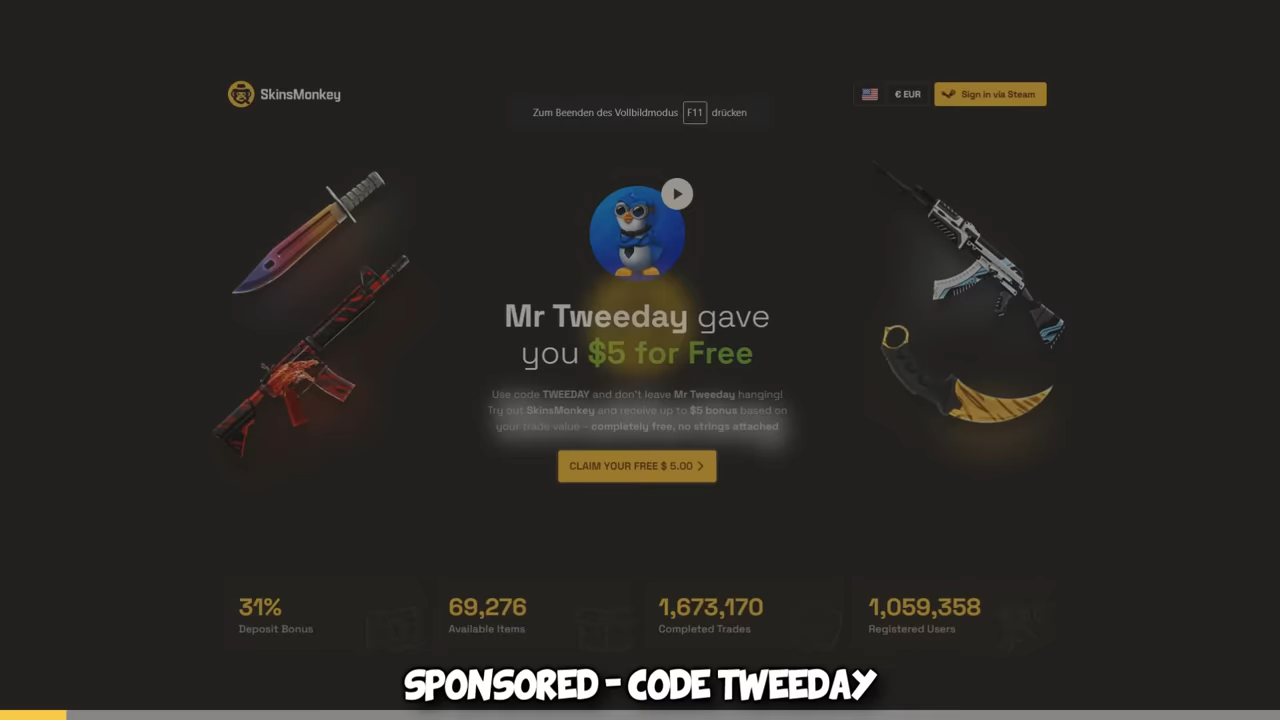 SkinsMonkey
€ EUR
Sign in via Steam
Zum Beenden des Vollbildmodus F11 drücken
Mr Tweeday gave
you $5 for Free
Use code TWEEDAY and don't leave Mr Tweeday hanging!
Try out SkinsMonkey and receive up to $5 bonus based on
your trade value – completely free, no strings attached
CLAIM YOUR FREE $ 5.00
31%
Deposit Bonus
69,276
Available Items
1,673,170
Completed Trades
1,059,358
Registered Users
SPONSORED - CODE TWEEDAY